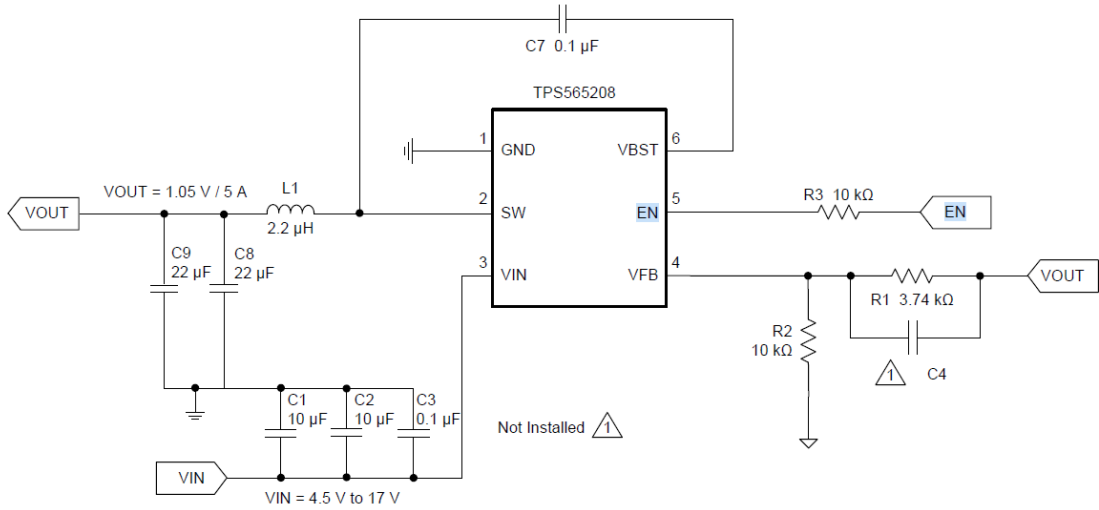 C7 0.1 µF
TPS565208
1
GND
VBST
6
VOUT = 1.05 V / 5 A
L1
VOUT
2.2 µH
2
SW
EN
5
R3 10 kΩ
EN
C9
22 µF
C8
22 µF
3
VIN
VFB
4
VOUT
R1 3.74 kΩ
R2
10 kΩ
1
C4
C1
10 µF
C2
10 µF
C3
0.1 µF
Not Installed 1
VIN
VIN = 4.5 V to 17 V